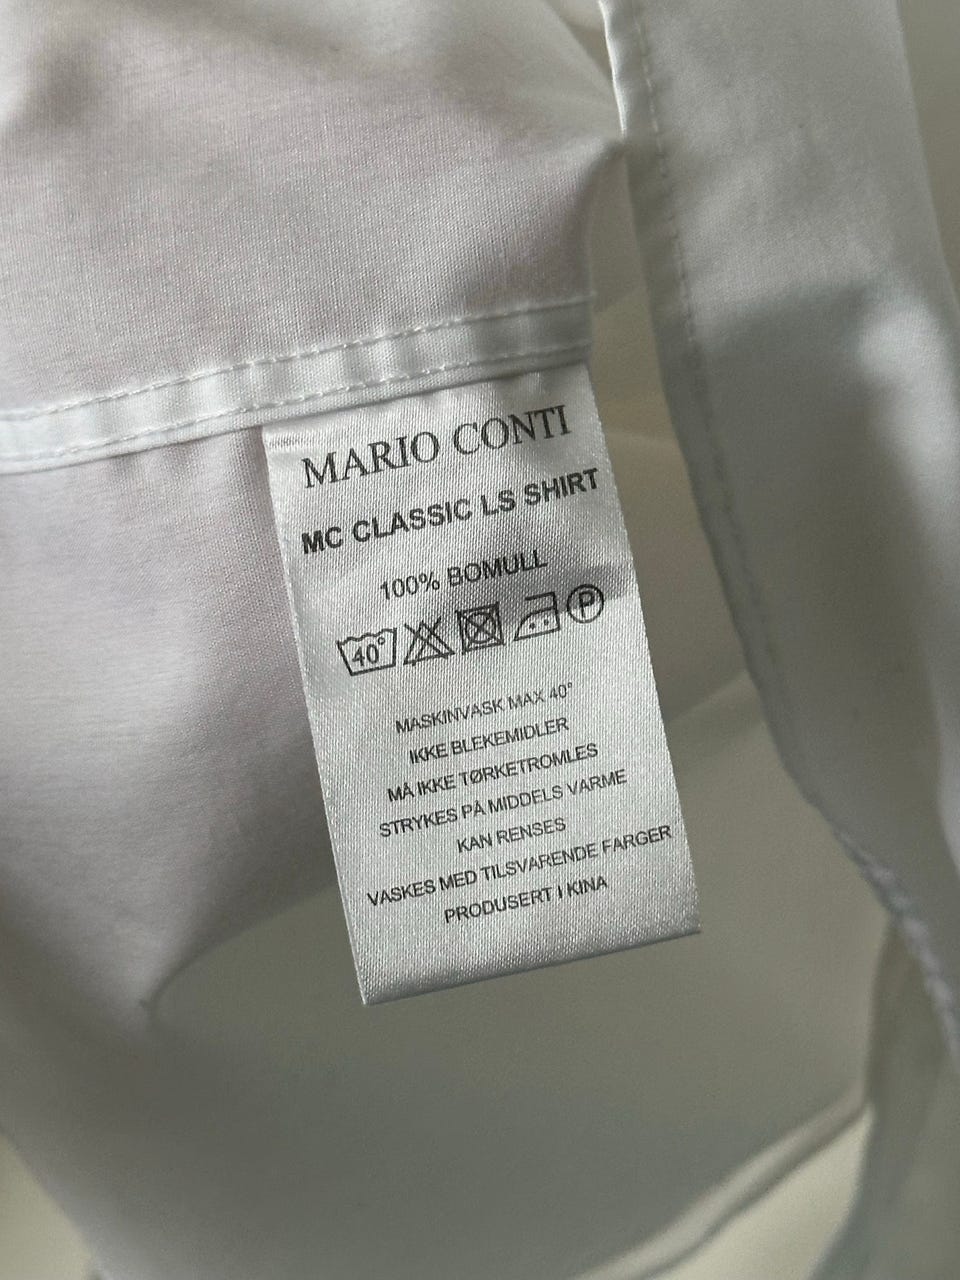 MARIO CONTI
MC CLASSIC LS SHIRT
100% BOMULL
40° P
MASKINVASK MAX 40°
IKKE BLEKEMIDLER
MÅ IKKE TØRKETROMLES
STRYKES PÅ MIDDELS VARME
KAN RENSES
VASKES MED TILSVARENDE FARGER
PRODUSERT I KINA